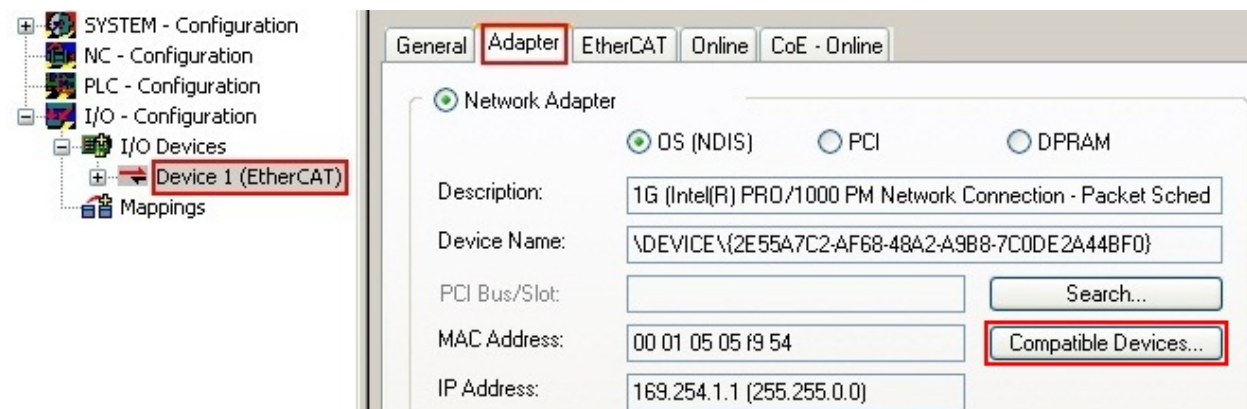 SYSTEM - Configuration
NC - Configuration
PLC - Configuration
I/O - Configuration
I/O Devices
Device 1 (EtherCAT)
Mappings
General Adapter EtherCAT Online CoE - Online
Network Adapter
OS (NDIS) PCI DPRAM
Description: 1G (Intel(R) PRO/1000 PM Network Connection - Packet Sched
Device Name: \DEVICE\{2E55A7C2-AF68-48A2-A9B8-7C0DE2A44BF0}
PCI Bus/Slot: Search...
MAC Address: 00 01 05 05 f9 54 Compatible Devices...
IP Address: 169.254.1.1 (255.255.0.0)